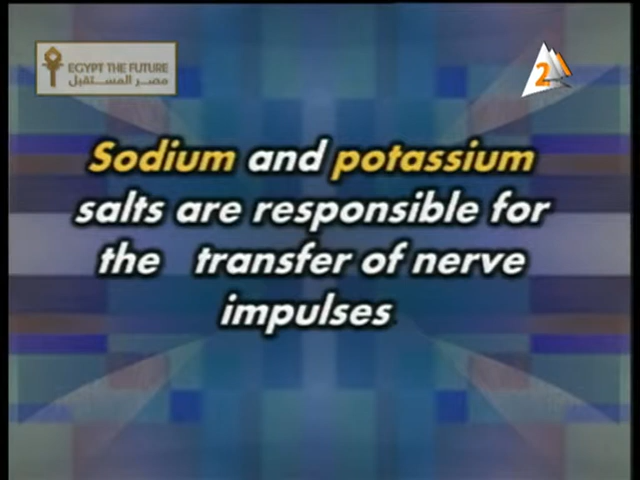 EGYPT THE FUTURE
مصر المستقبل
2
Sodium and potassium
salts are responsible for
the transfer of nerve
impulses